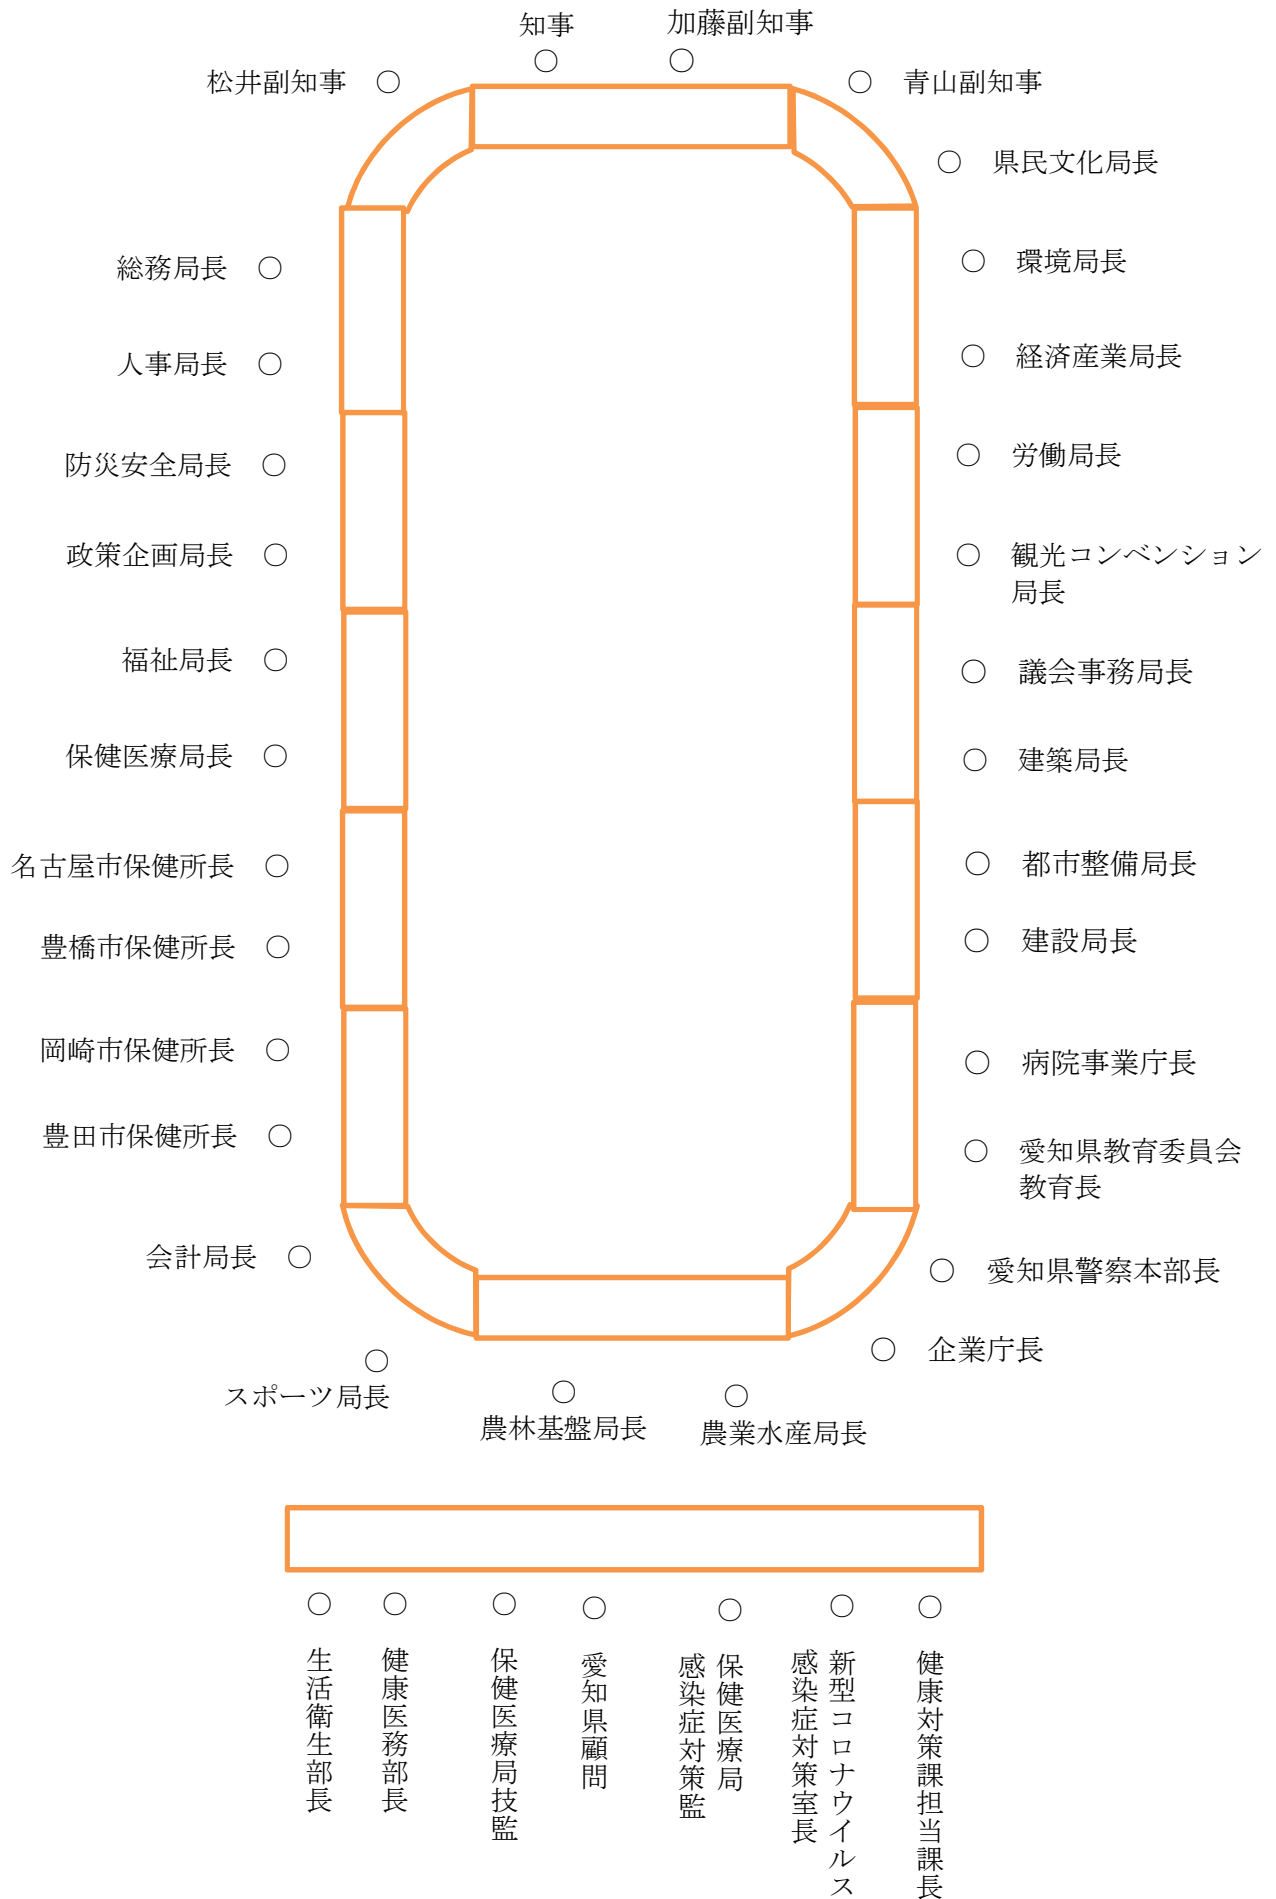 知事
加藤副知事
松井副知事 ○
○
○
○ 青山副知事
○ 県民文化局長
総務局長 ○
○ 環境局長
人事局長 ○
○ 経済産業局長
防災安全局長 ○
○ 労働局長
政策企画局長 ○
○ 観光コンベンション
局長
福祉局長 ○
○ 議会事務局長
保健医療局長 ○
○ 建築局長
名古屋市保健所長 ○
○ 都市整備局長
豊橋市保健所長 ○
○ 建設局長
岡崎市保健所長 ○
○ 病院事業庁長
豊田市保健所長 ○
○ 愛知県教育委員会
教育長
会計局長 ○
○ 愛知県警察本部長
○
スポーツ局長
○ 企業庁長
○
農林基盤局長
○
農業水産局長
○ 生活衛生部長
○ 健康医務部長
○ 保健医療局技監
○ 愛知県顧問
○ 保健医療局
感染症対策監
○ 新型コロナウイルス
感染症対策室長
○ 健康対策課担当課長